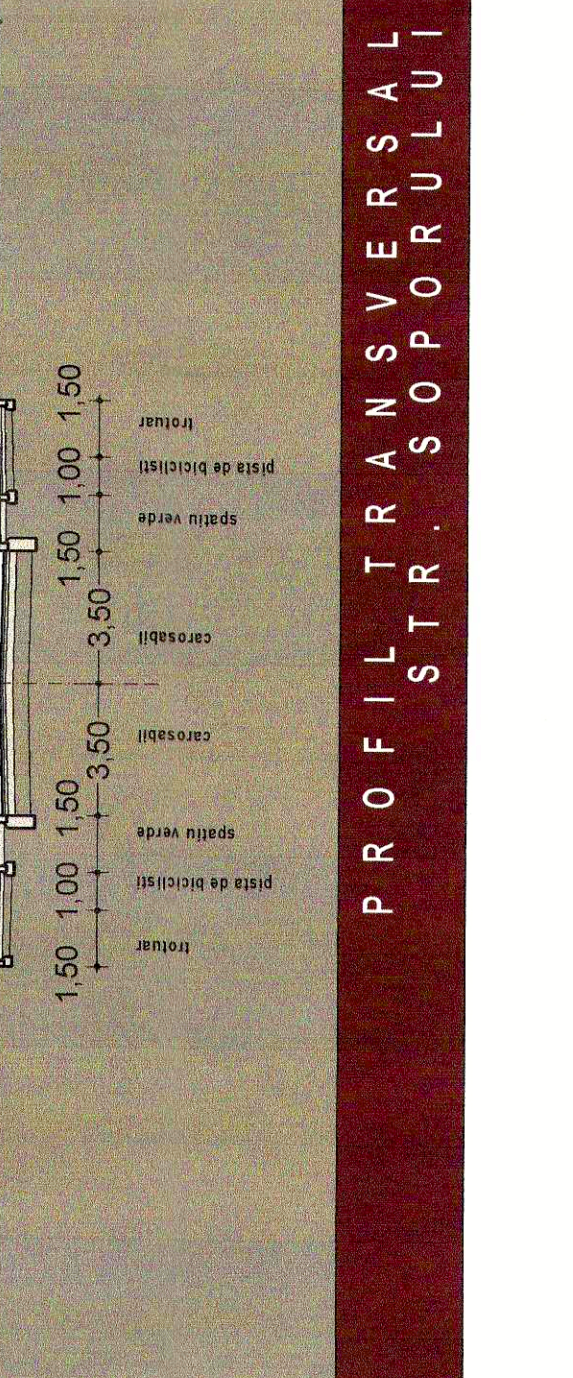 1,50 1,00 1,50 3,50 3,50 1,50 1,00 1,50
trotuar
pista de biciclisti
spatiu verde
carosabil
carosabil
spatiu verde
pista de biciclisti
trotuar
PROFIL TRANSVERSAL
STR. SOPORULUI